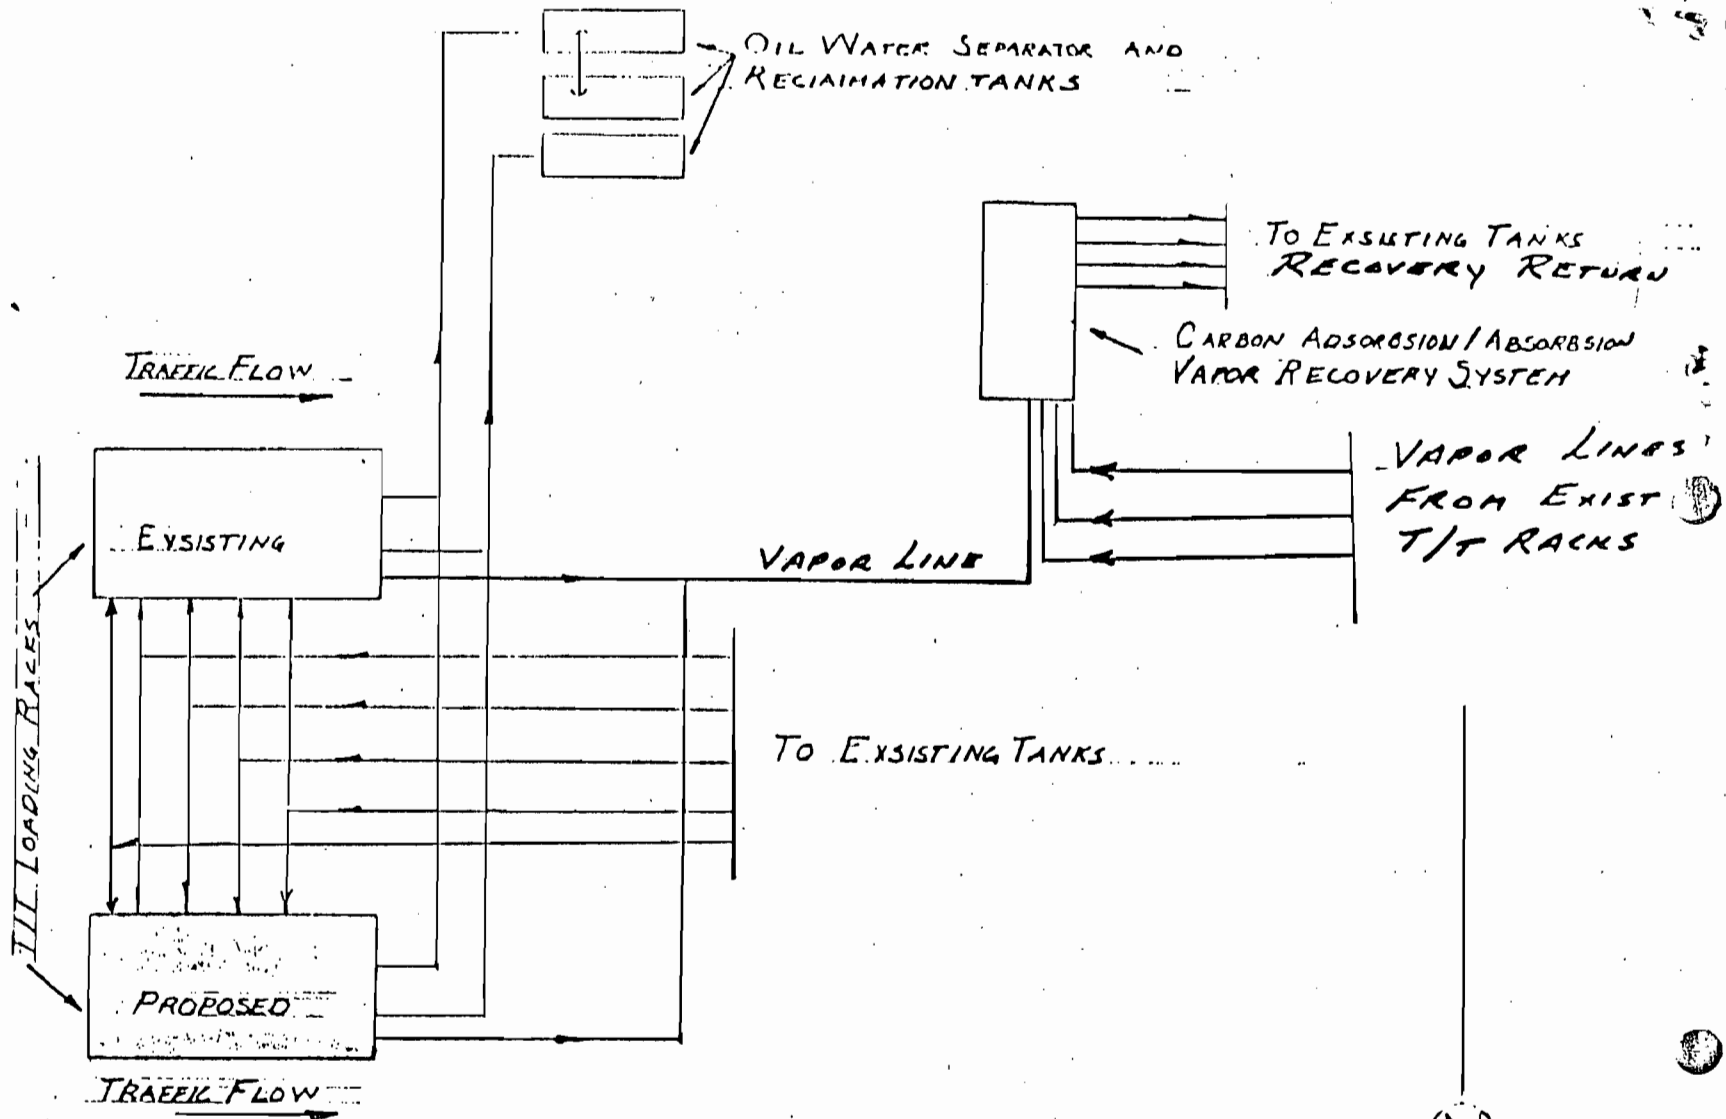 OIL WATER SEPARATOR AND
RECIAIMATION TANKS
TO EXSISTING TANKS
RECOVERY RETURN
CARBON ADSORBSION/ABSORBSION
VAPOR RECOVERY SYSTEM
TRAFFIC FLOW
VAPOR LINES
FROM EXIST
T/T RACKS
EXSISTING
VAPOR LINE
T/T LOADING RACKS
TO EXSISTING TANKS
PROPOSED
TRAFFIC FLOW